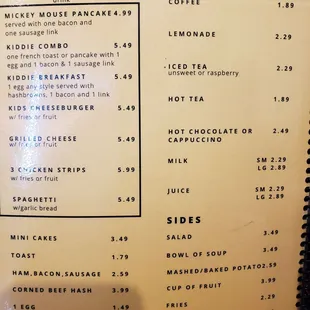 drink
MICKEY MOUSE PANCAKE 4.99
served with one bacon and
one sausage link
KIDDIE COMBO 5.49
one french toast or pancake with 1
egg and 1 bacon & 1 sausage link
KIDDIE BREAKFAST 5.49
1 egg any style served with
hashbrowns, 1 bacon and 1 link
KIDS CHEESEBURGER 5.49
w/ fries or fruit
GRILLED CHEESE 5.49
w/ fries or fruit
3 CHICKEN STRIPS 5.99
w/ fries or fruit
SPAGHETTI 5.49
w/garlic bread
MINI CAKES 3.49
TOAST 1.79
HAM,BACON,SAUSAGE 2.59
CORNED BEEF HASH 3.99
1 EGG 1.49
COFFEE 1.89
LEMONADE 2.29
ICED TEA 2.29
unsweet or raspberry
HOT TEA 1.89
HOT CHOCOLATE OR 2.49
CAPPUCCINO
MILK SM 2.29
LG 2.89
JUICE SM 2.29
LG 2.89
SIDES
SALAD 3.49
BOWL OF SOUP 3.49
MASHED/BAKED POTATO 2.59
CUP OF FRUIT 3.99
FRIES 2.29